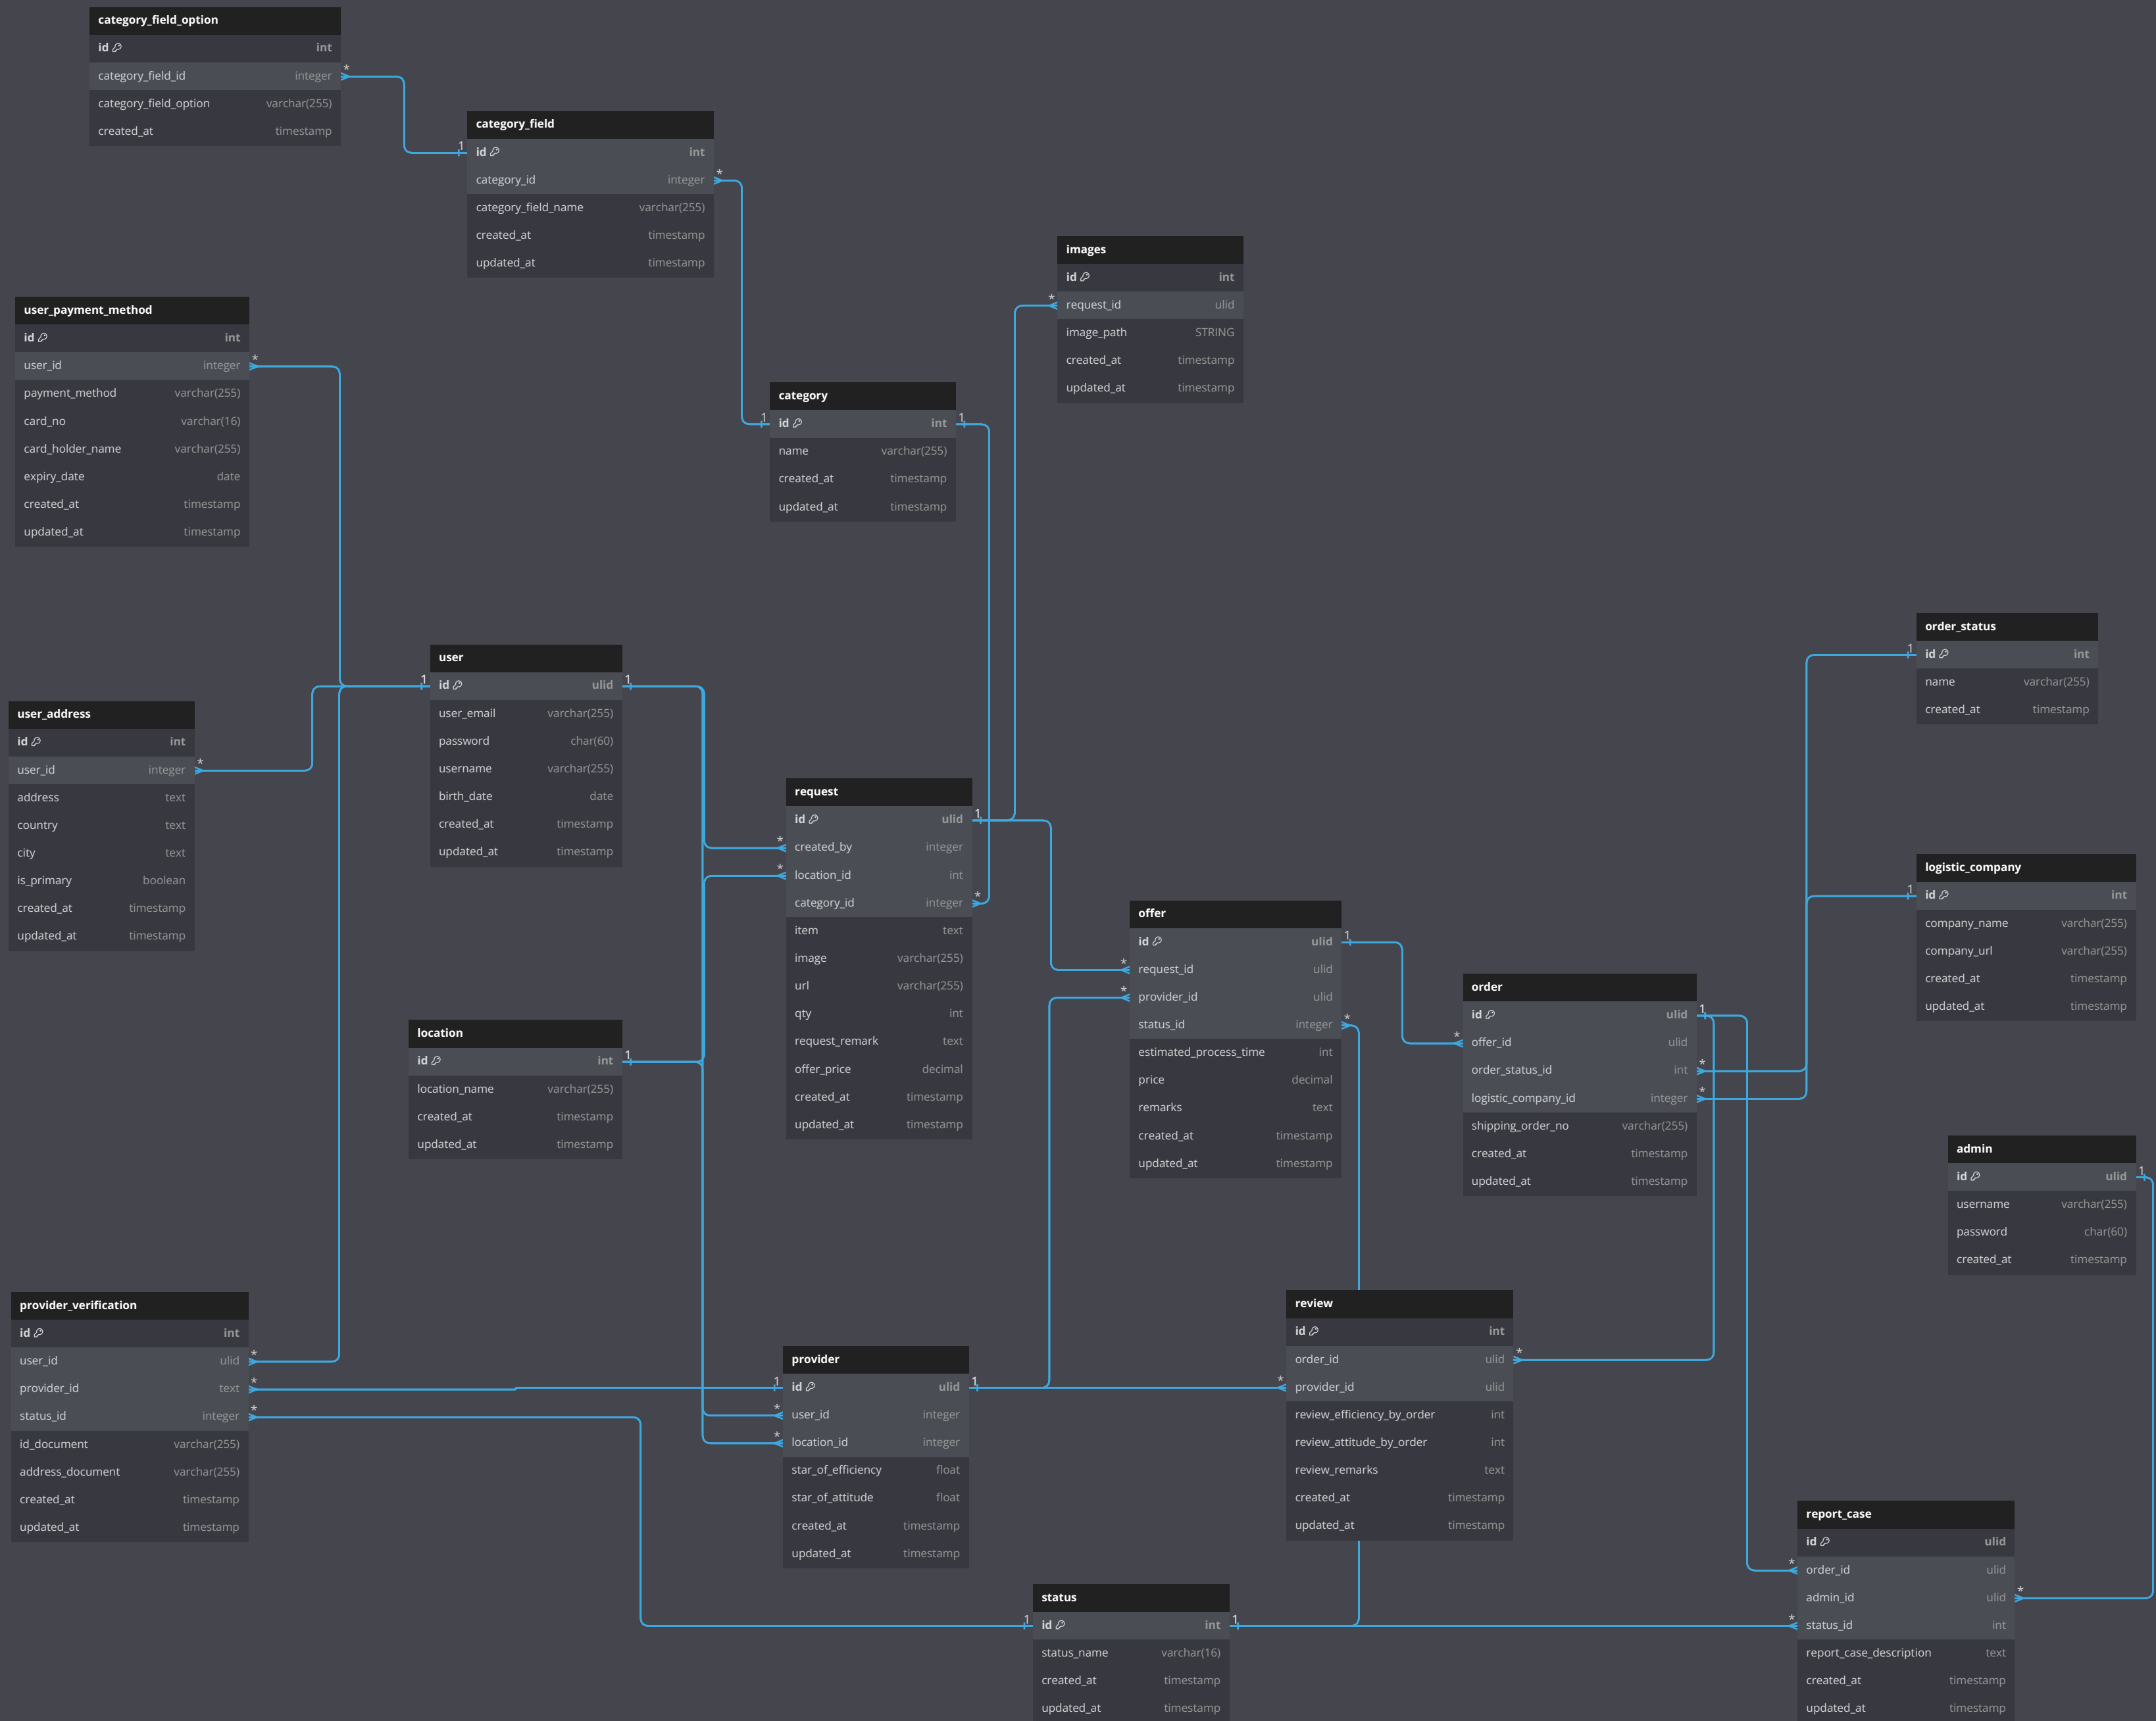 category_field_option
id int
category_field_id integer
category_field_option varchar(255)
created_at timestamp
category_field
id int
category_id integer
category_field_name varchar(255)
created_at timestamp
updated_at timestamp
images
id int
request_id ulid
image_path STRING
created_at timestamp
updated_at timestamp
user_payment_method
id int
user_id integer
payment_method varchar(255)
card_no varchar(16)
card_holder_name varchar(255)
expiry_date date
created_at timestamp
updated_at timestamp
category
id int
name varchar(255)
created_at timestamp
updated_at timestamp
order_status
id int
name varchar(255)
created_at timestamp
user
id ulid
user_email varchar(255)
password char(60)
username varchar(255)
birth_date date
created_at timestamp
updated_at timestamp
user_address
id int
user_id integer
address text
country text
city text
is_primary boolean
created_at timestamp
updated_at timestamp
request
id ulid
created_by integer
location_id int
category_id integer
item text
image varchar(255)
url varchar(255)
qty int
request_remark text
offer_price decimal
created_at timestamp
updated_at timestamp
logistic_company
id int
company_name varchar(255)
company_url varchar(255)
created_at timestamp
updated_at timestamp
offer
id ulid
request_id ulid
provider_id ulid
status_id integer
estimated_process_time int
price decimal
remarks text
created_at timestamp
updated_at timestamp
order
id ulid
offer_id ulid
order_status_id int
logistic_company_id integer
shipping_order_no varchar(255)
created_at timestamp
updated_at timestamp
location
id int
location_name varchar(255)
created_at timestamp
updated_at timestamp
admin
id ulid
username varchar(255)
password char(60)
created_at timestamp
provider_verification
id int
user_id ulid
provider_id text
status_id integer
id_document varchar(255)
address_document varchar(255)
created_at timestamp
updated_at timestamp
provider
id ulid
user_id integer
location_id integer
star_of_efficiency float
star_of_attitude float
created_at timestamp
updated_at timestamp
review
id int
order_id ulid
provider_id ulid
review_efficiency_by_order int
review_attitude_by_order int
review_remarks text
created_at timestamp
updated_at timestamp
status
id int
status_name varchar(16)
created_at timestamp
updated_at timestamp
report_case
id ulid
order_id ulid
admin_id ulid
status_id int
report_case_description text
created_at timestamp
updated_at timestamp